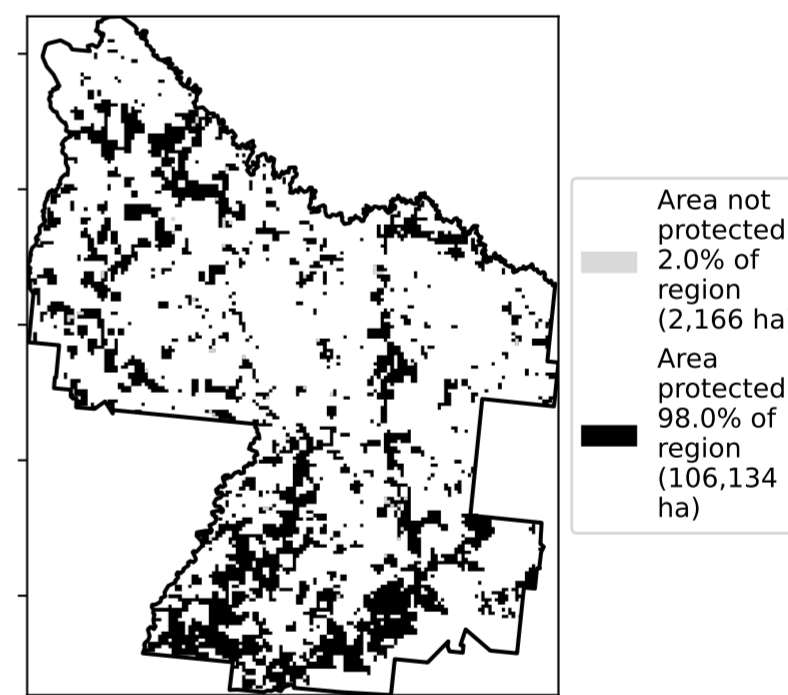 Area not
protected
2.0% of
region
(2,166 ha
Area
protected
98.0% of
region
(106,134
ha)